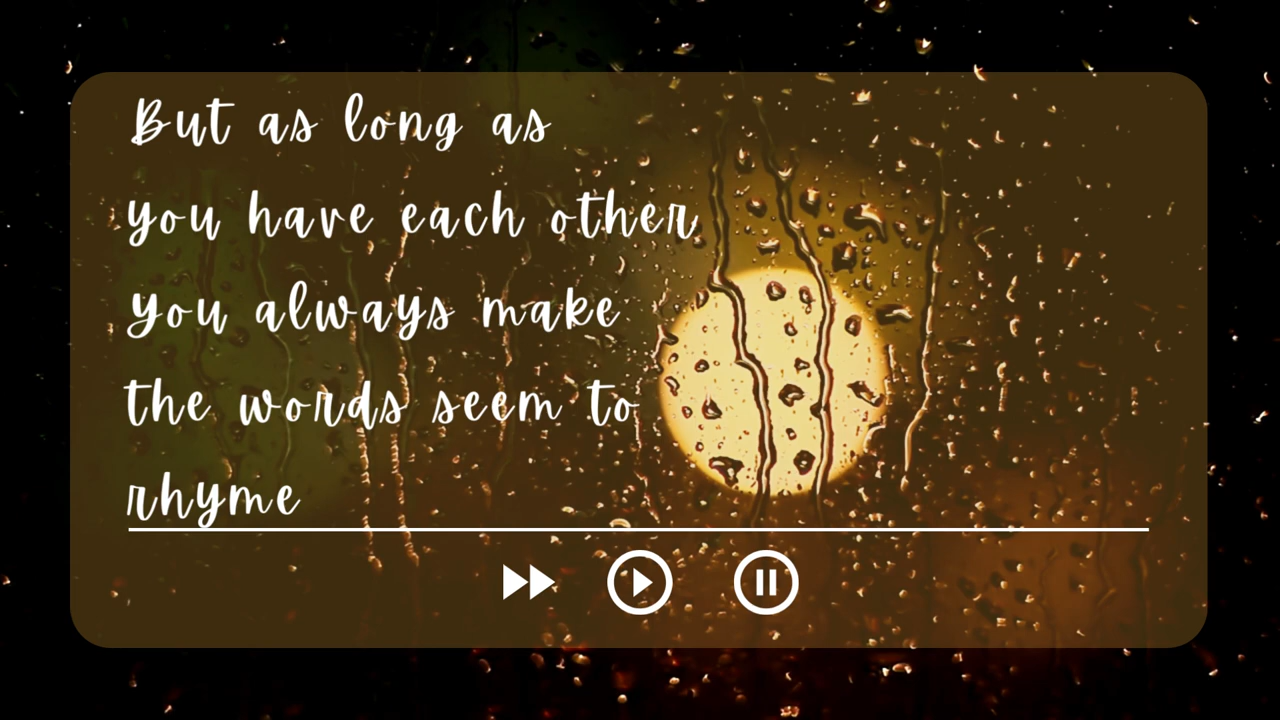 But as long as
you have each other
you always make
the words seem to
rhyme